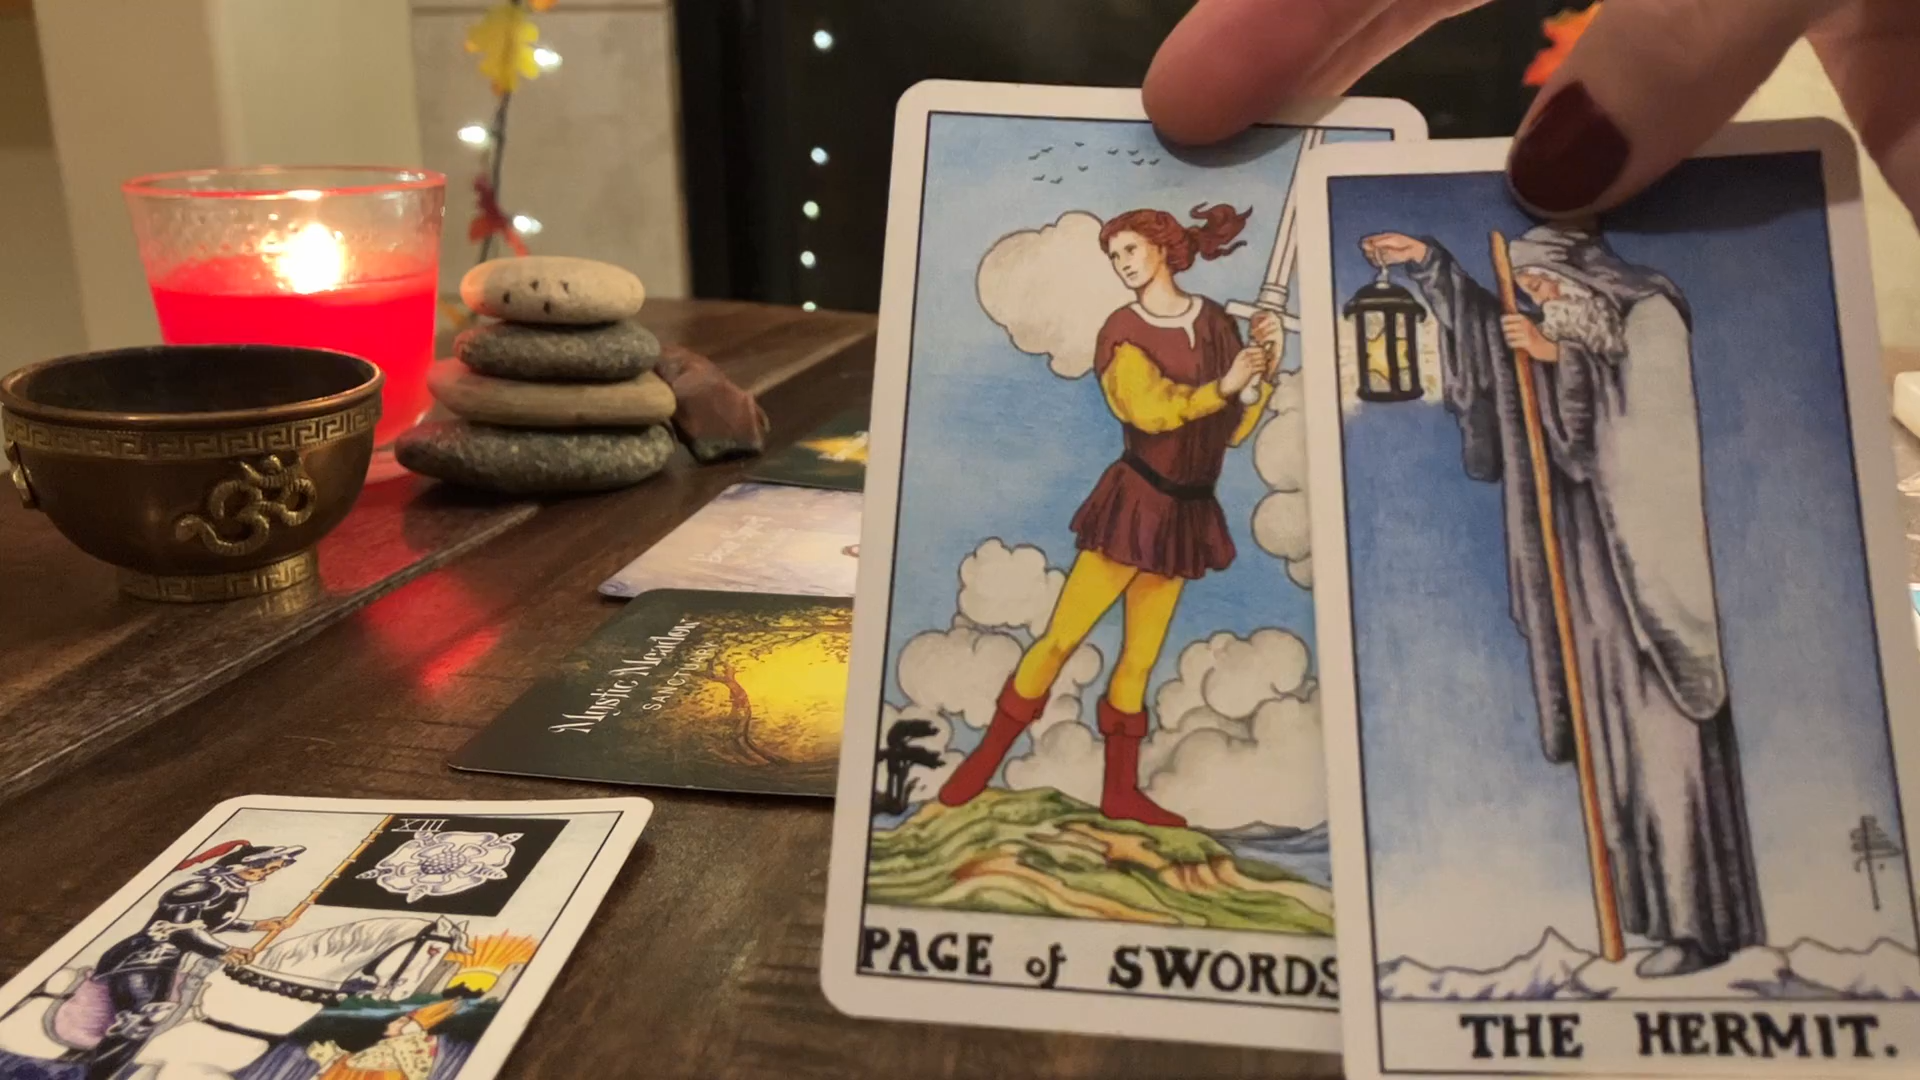 Mystic Meadow
SANCTUARY
XIII
PAGE of SWORDS
THE HERMIT.